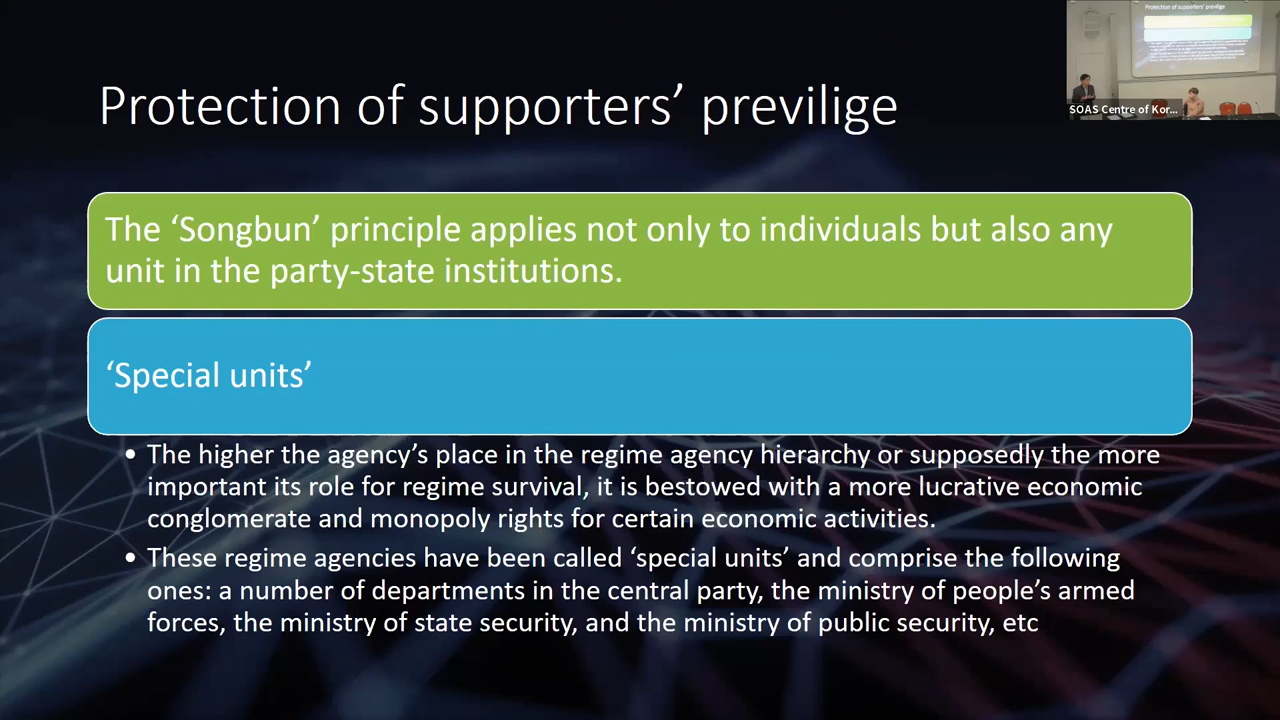 Protection of supporters’ previlige
SOAS Centre of Kor...
The ‘Songbun’ principle applies not only to individuals but also any
unit in the party-state institutions.
‘Special units’
• The higher the agency’s place in the regime agency hierarchy or supposedly the more
important its role for regime survival, it is bestowed with a more lucrative economic
conglomerate and monopoly rights for certain economic activities.
• These regime agencies have been called ‘special units’ and comprise the following
ones: a number of departments in the central party, the ministry of people’s armed
forces, the ministry of state security, and the ministry of public security, etc
Protection of supporters’ previlige